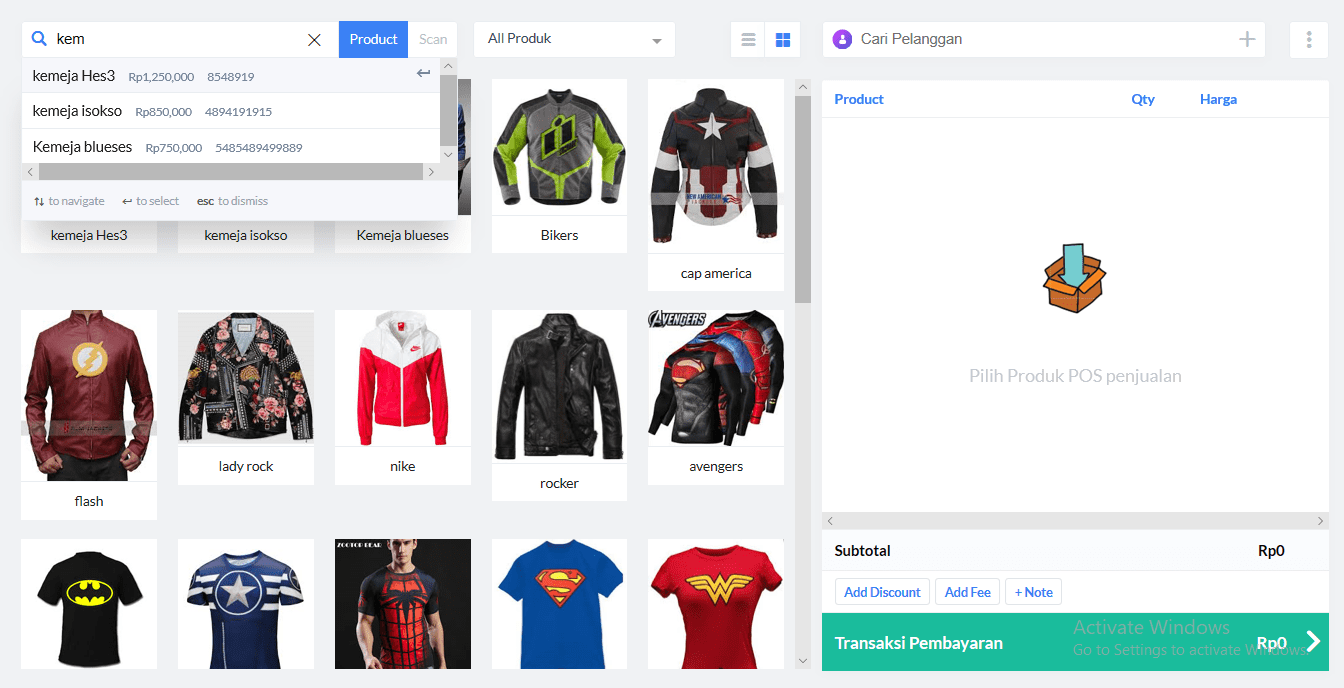 kem
Product
Scan
All Produk
Cari Pelanggan
kemeja Hes3 Rp1,250,000 8548919
kemeja isokso Rp850,000 4894191915
Kemeja blueses Rp750,000 5485489499889
to navigate to select esc to dismiss
Product Qty Harga
kemeja Hes3
kemeja isokso
Kemeja blueses
Bikers
NEW AMERICAN
cap america
Pilih Produk POS penjualan
AVENGERS
flash
lady rock
nike
rocker
avengers
Subtotal Rp0
Add Discount
Add Fee
+ Note
Transaksi Pembayaran Rp0
Activate Windows
Go to Settings to activate Windows.